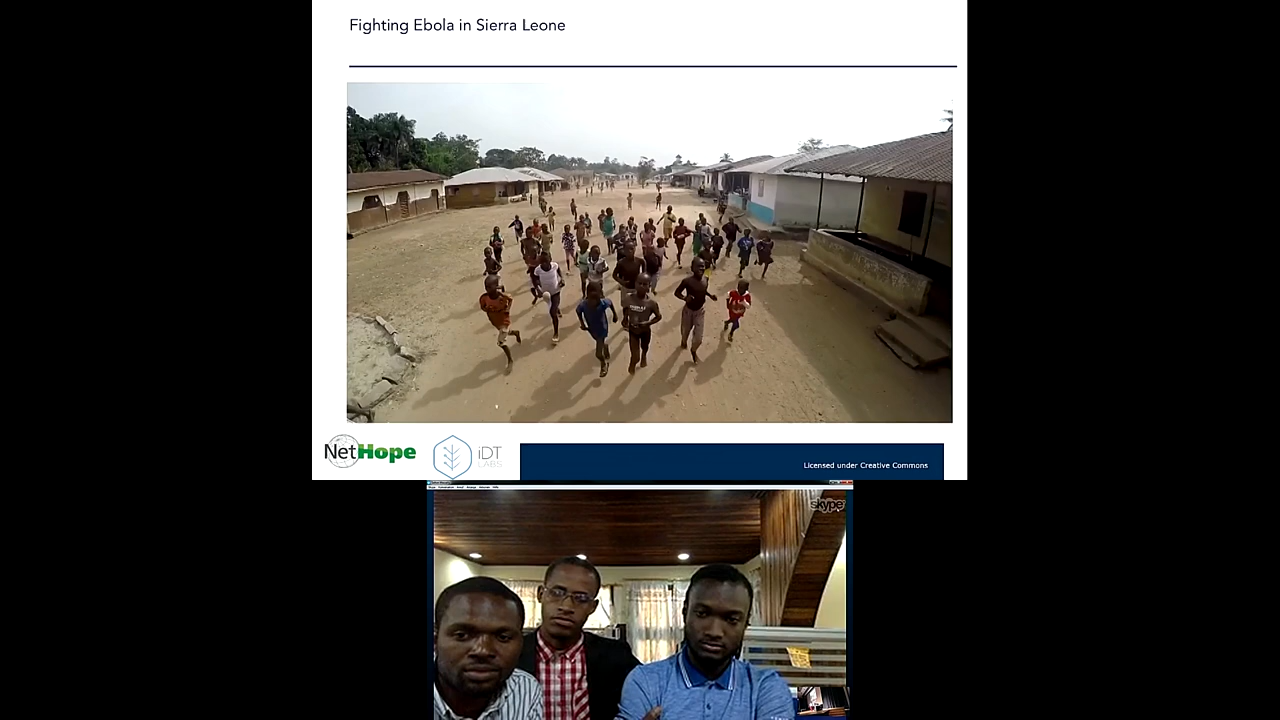 Fighting Ebola in Sierra Leone
NetHope
iDT
LABS
Licensed under Creative Commons
skype